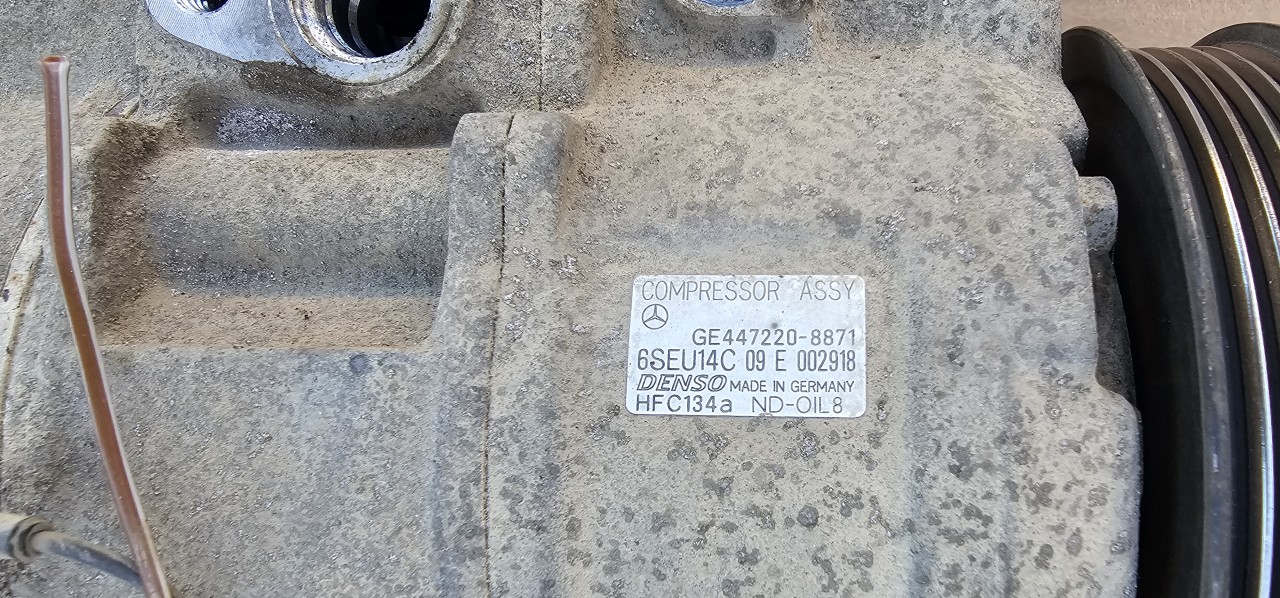 COMPRESSOR ASSY
GE447220-8871
6SEU14C 09 E 002918
DENSO MADE IN GERMANY
HFC134a ND-OIL8